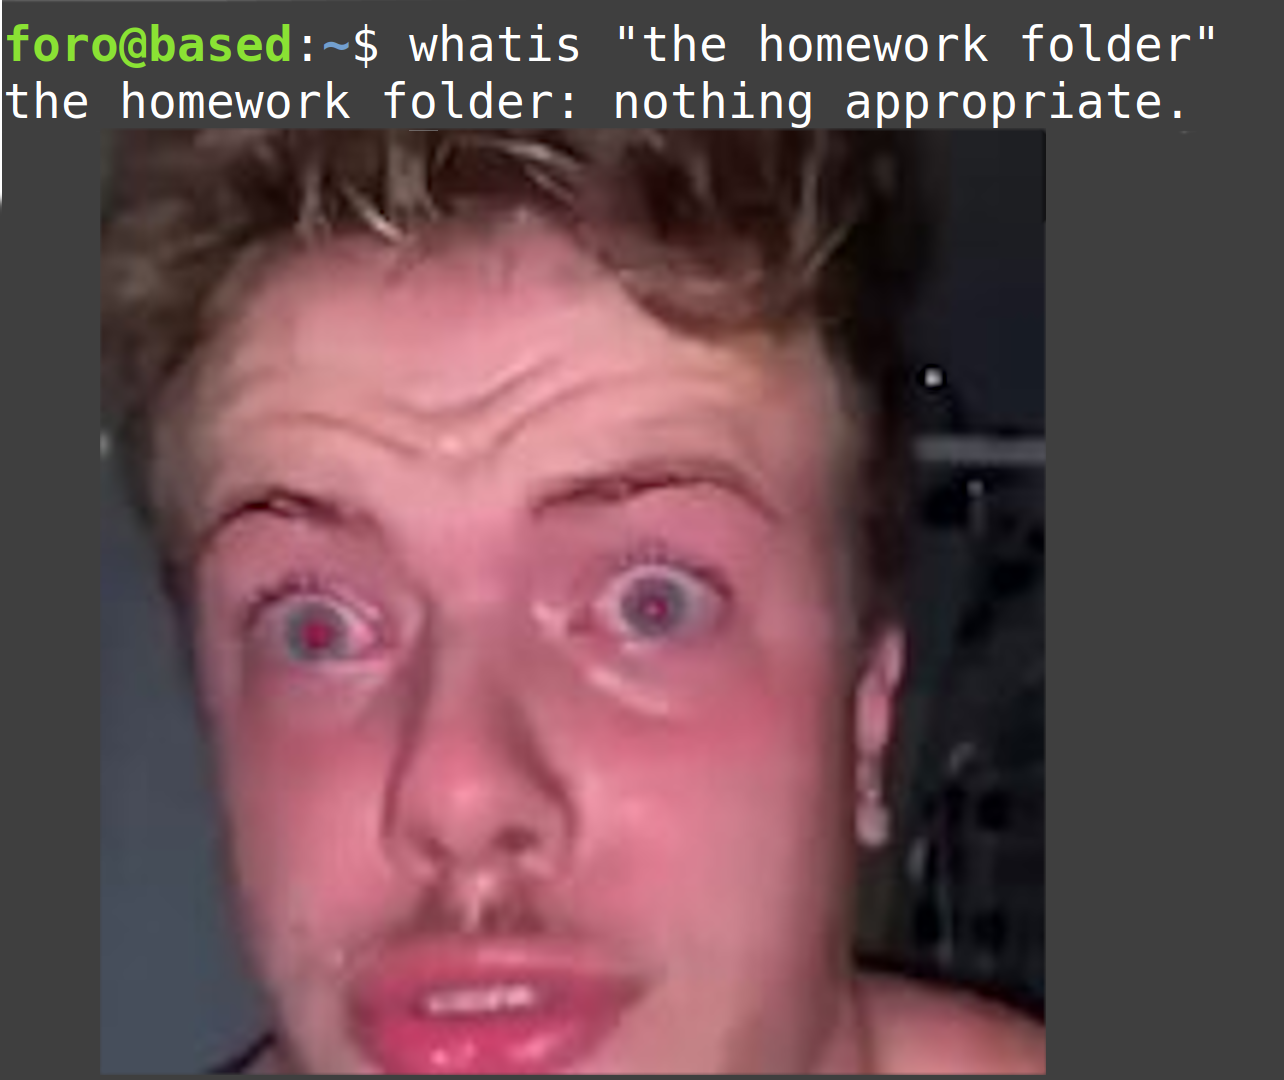 foro@based:~$ whatis "the homework folder"
the homework folder: nothing appropriate.